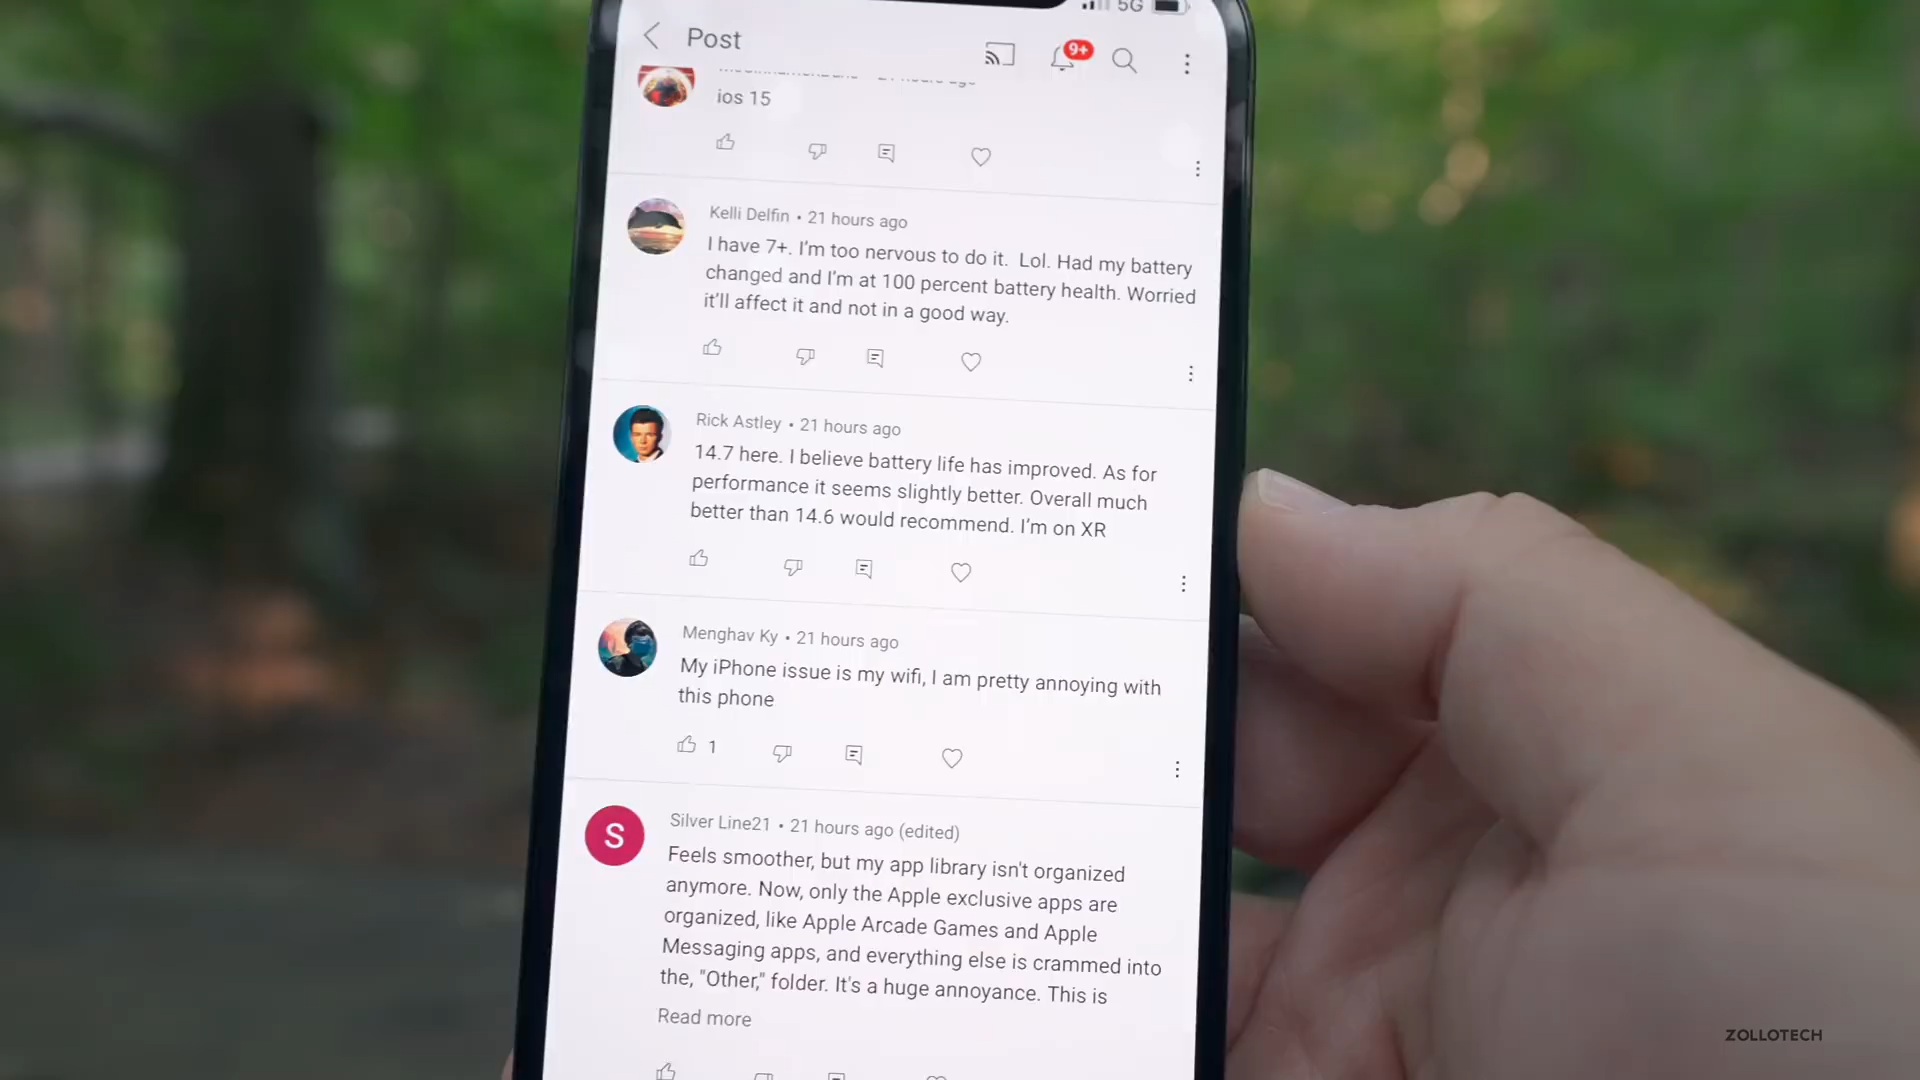 5G
Post
9+
ios 15
Kelli Delfin • 21 hours ago
I have 7+. I'm too nervous to do it. Lol. Had my battery
changed and I'm at 100 percent battery health. Worried
it'll affect it and not in a good way.
Rick Astley • 21 hours ago
14.7 here. I believe battery life has improved. As for
performance it seems slightly better. Overall much
better than 14.6 would recommend. I'm on XR
Menghav Ky • 21 hours ago
My iPhone issue is my wifi, I am pretty annoying with
this phone
1
S
Silver Line21 • 21 hours ago (edited)
Feels smoother, but my app library isn't organized
anymore. Now, only the Apple exclusive apps are
organized, like Apple Arcade Games and Apple
Messaging apps, and everything else is crammed into
the, "Other," folder. It's a huge annoyance. This is
Read more
ZOLLOTECH